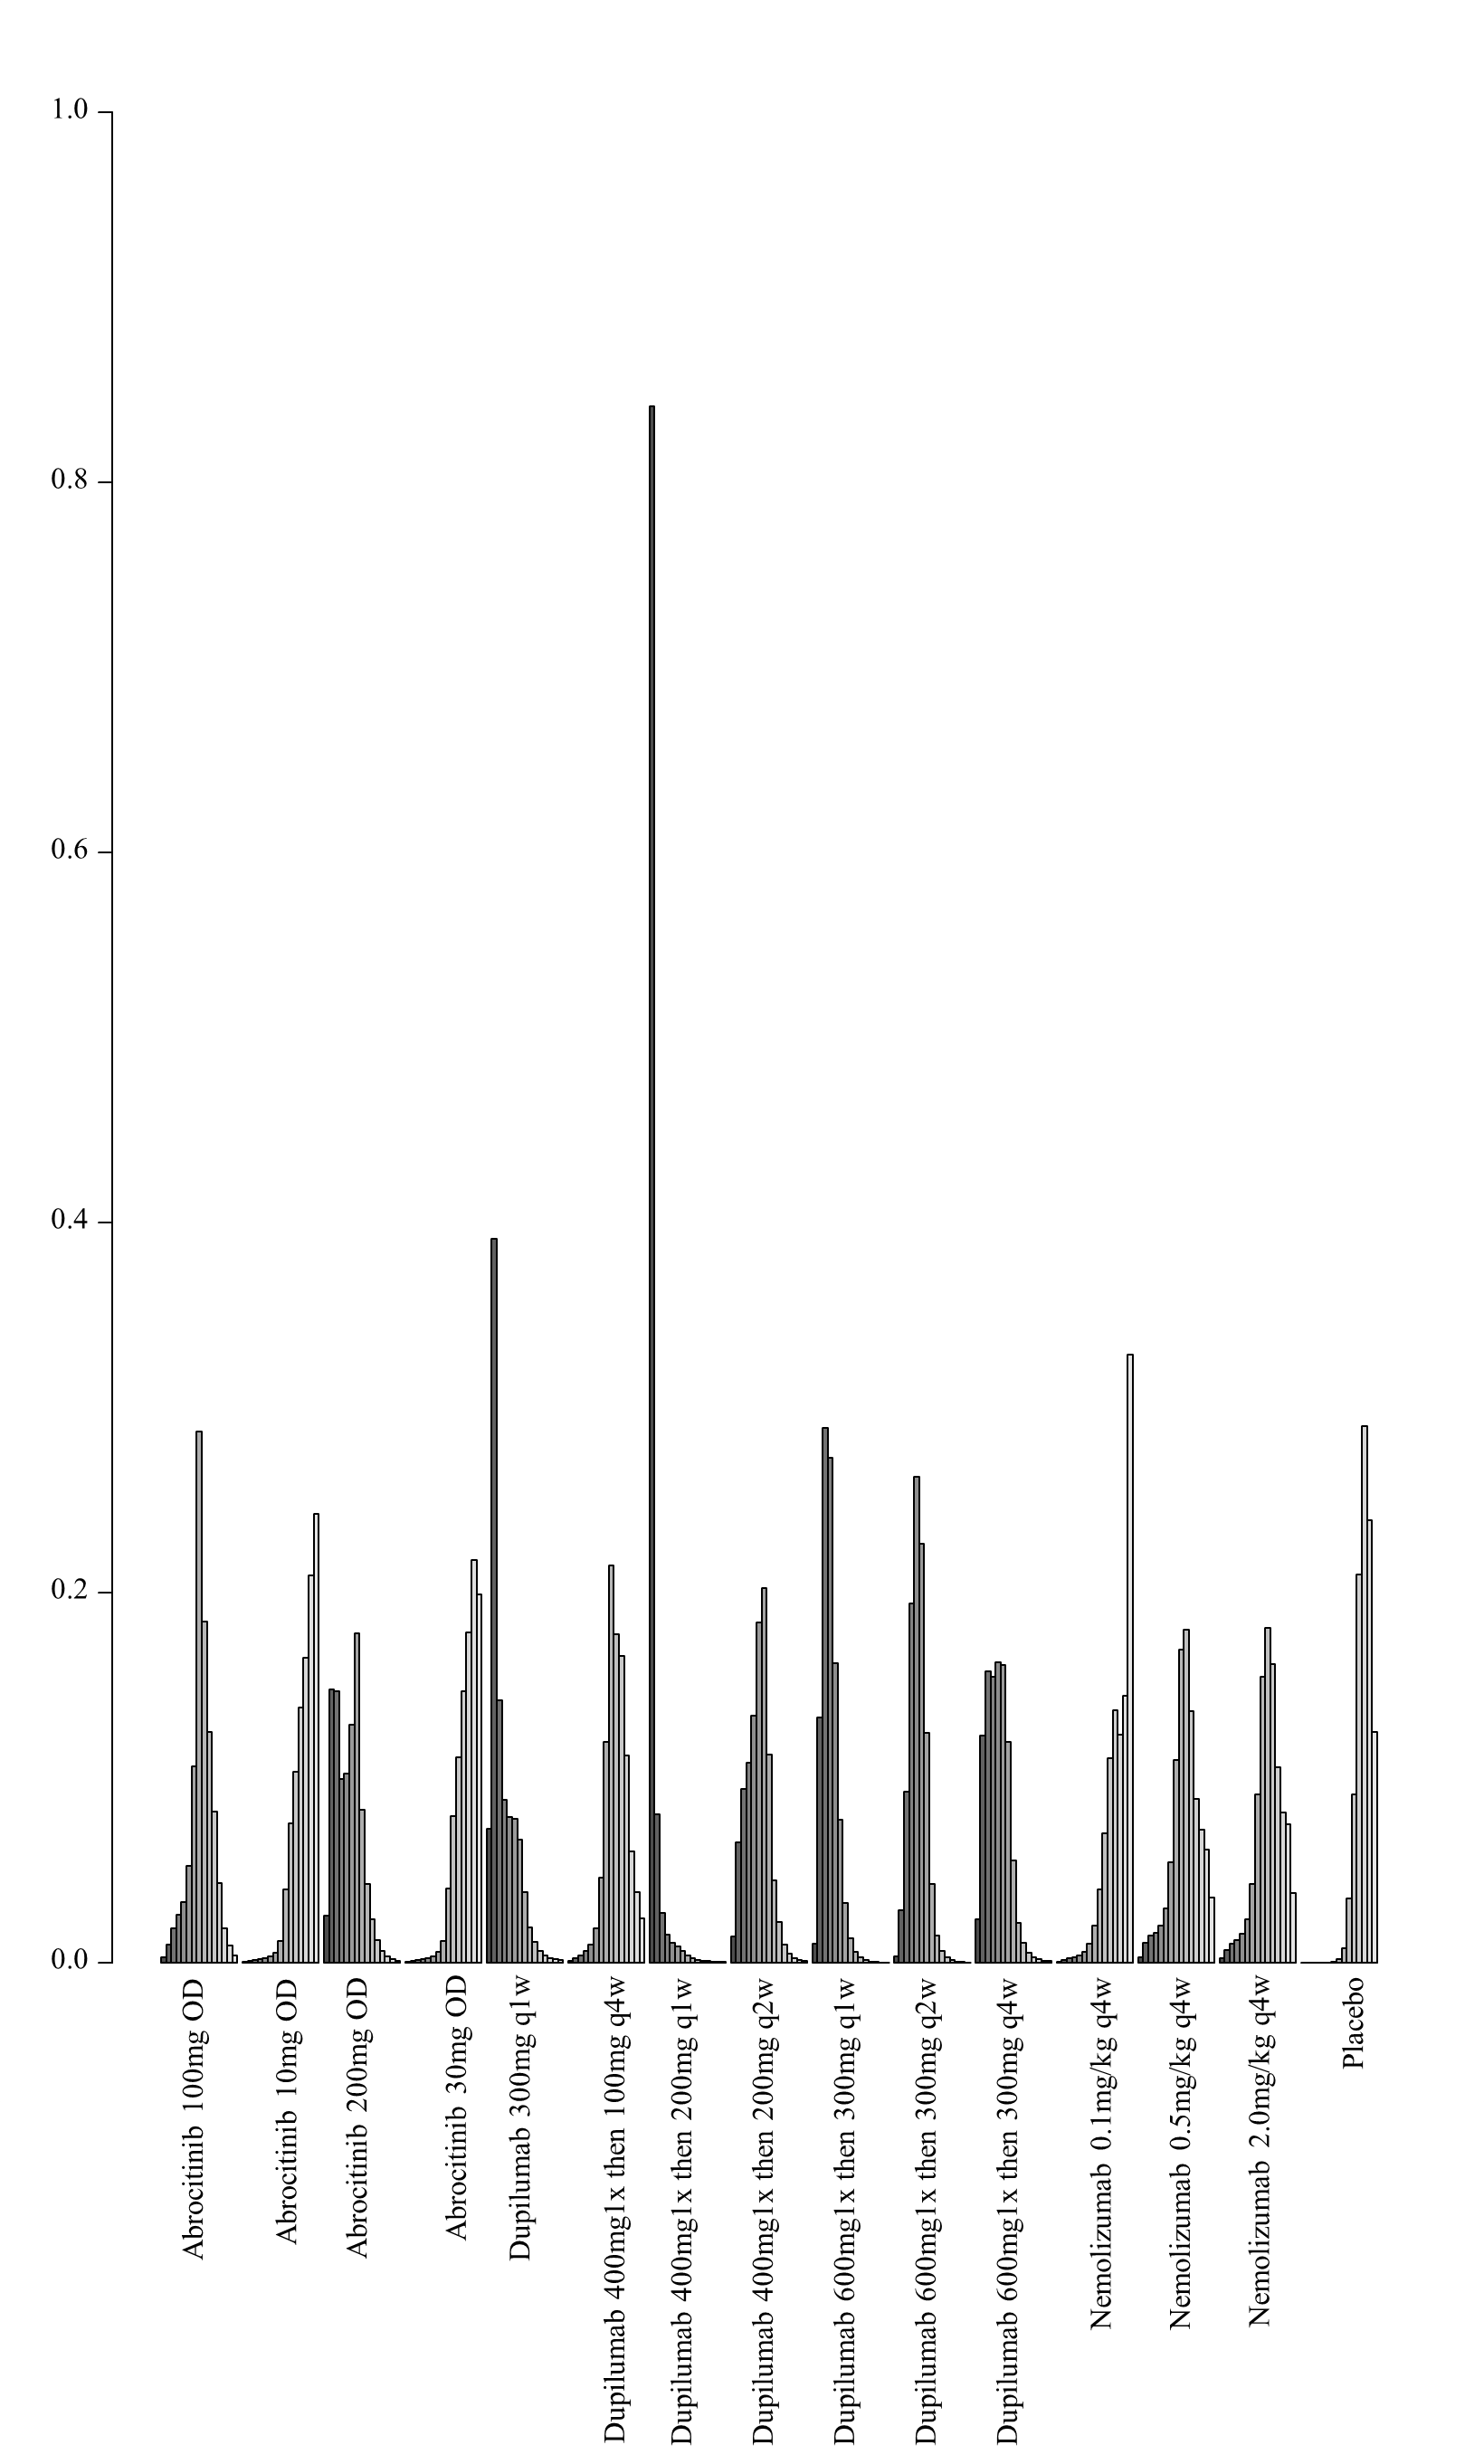 1.0
0.8
0.6
0.4
0.2
0.0
Abrocitinib 100mg OD
Abrocitinib 10mg OD
Abrocitinib 200mg OD
Abrocitinib 30mg OD
Dupilumab 300mg q1w
Dupilumab 400mg1x then 100mg q4w
Dupilumab 400mg1x then 200mg q1w
Dupilumab 400mg1x then 200mg q2w
Dupilumab 600mg1x then 300mg q1w
Dupilumab 600mg1x then 300mg q2w
Dupilumab 600mg1x then 300mg q4w
Nemolizumab 0.1mg/kg q4w
Nemolizumab 0.5mg/kg q4w
Nemolizumab 2.0mg/kg q4w
Placebo